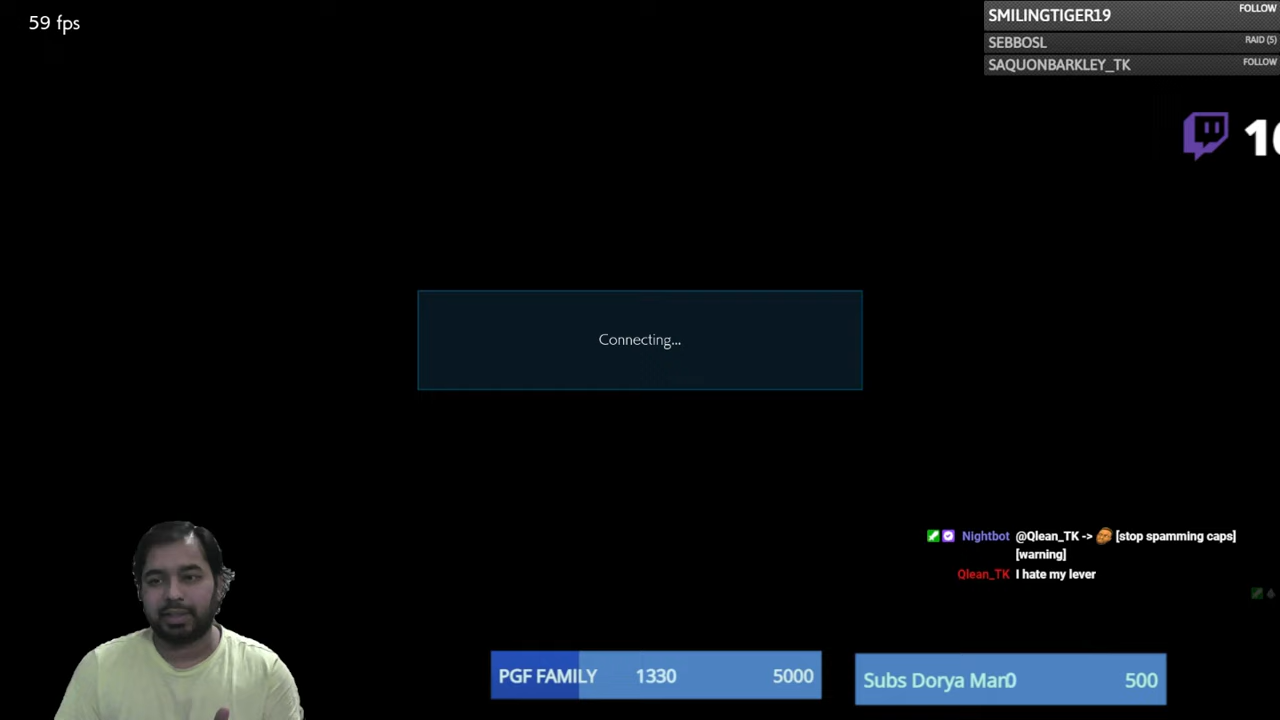 59 fps
SMILINGTIGER19 FOLLOW
SEBBOSL RAID (5)
SAQUONBARKLEY_TK FOLLOW
Connecting...
Nightbot @Qlean_TK -> [stop spamming caps]
[warning]
Qlean_TK I hate my lever
PGF FAMILY 1330 5000
Subs Dorya Man0 500